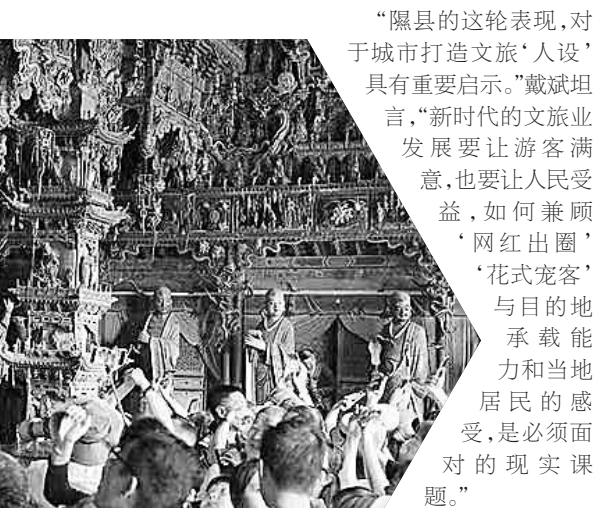 “隰县的这轮表现,对
于城市打造文旅‘人设’
具有重要启示。”戴斌坦
言,“新时代的文旅业
发展要让游客满
意,也要让人民受
益,如何兼顾
‘网红出圈’
‘花式宠客’
与目的地
承载能
力和当地
居民的感
受,是必须面
对的现实课
题。”